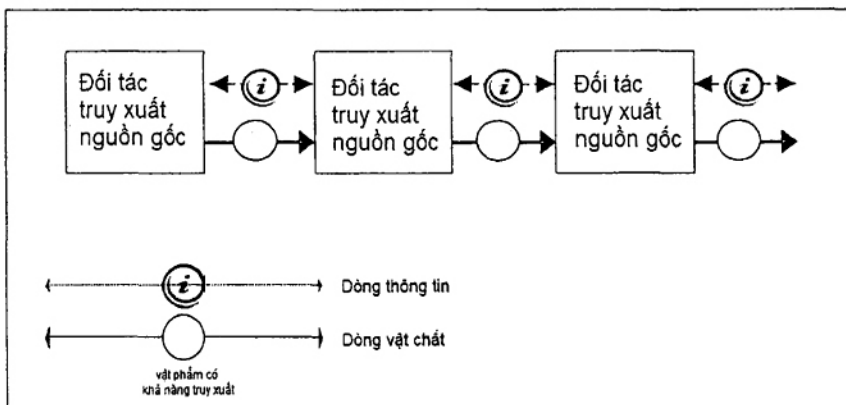 Đối tác
truy xuất
nguồn gốc
i
Đối tác
truy xuất
nguồn gốc
i
Đối tác
truy xuất
nguồn gốc
i
i
Dòng thông tin
Dòng vật chất
vật phẩm có
khả năng truy xuất